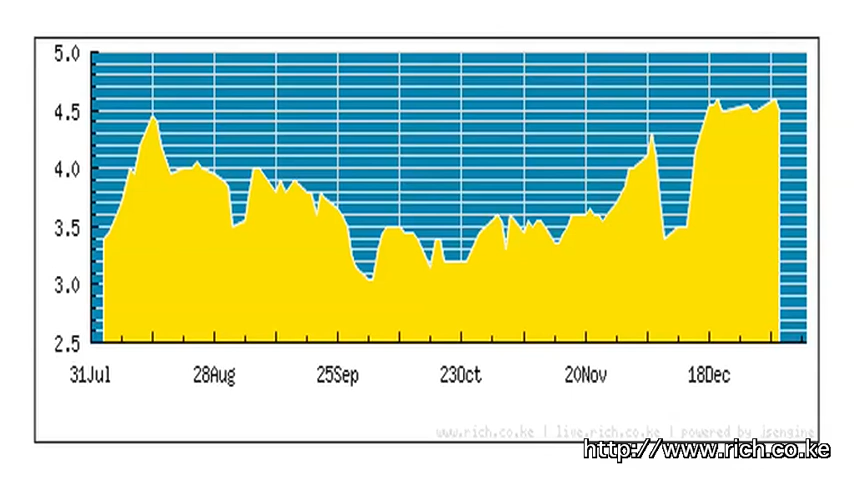 5.0
4.5
4.0
3.5
3.0
2.5
31Jul 28Aug 25Sep 23Oct 20Nov 18Dec
www.rich.co.ke | live.rich.co.ke | powered by jsengine
http://www.rich.co.ke